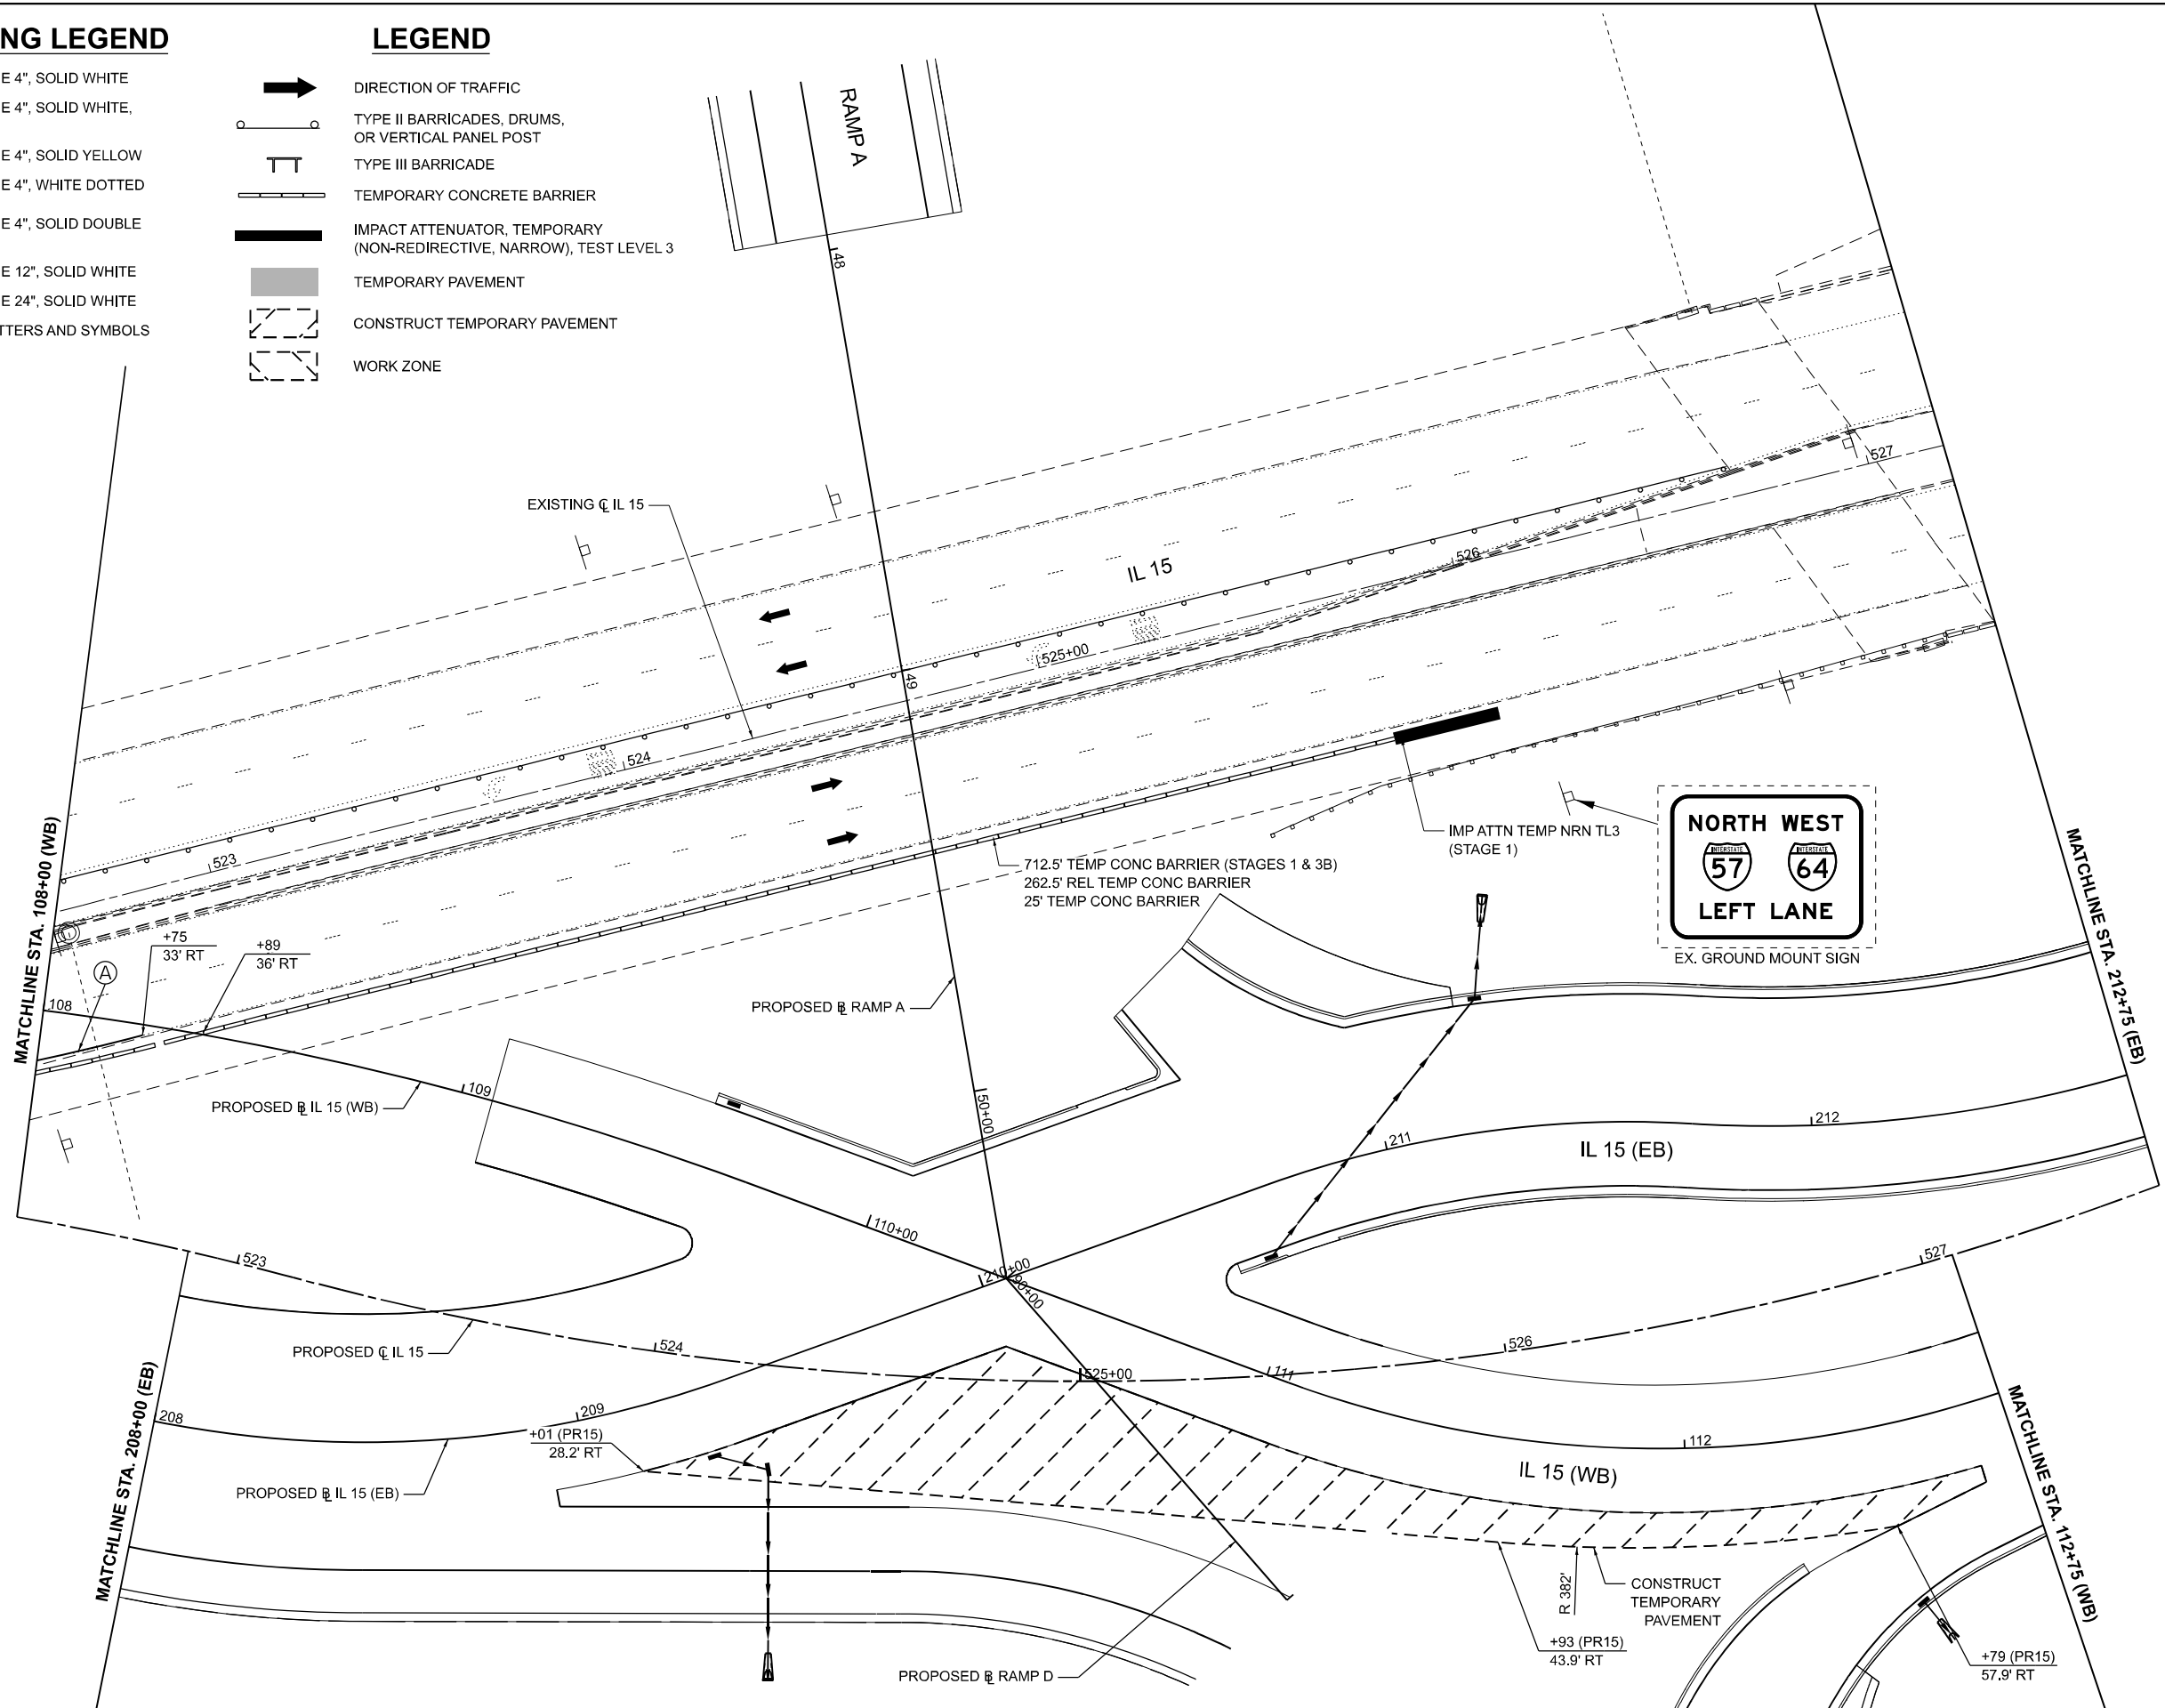 NG LEGEND
E 4", SOLID WHITE
E 4", SOLID WHITE,
E 4", SOLID YELLOW
E 4", WHITE DOTTED
E 4", SOLID DOUBLE
E 12", SOLID WHITE
E 24", SOLID WHITE
TTERS AND SYMBOLS
LEGEND
DIRECTION OF TRAFFIC
TYPE II BARRICADES, DRUMS,
OR VERTICAL PANEL POST
TYPE III BARRICADE
TEMPORARY CONCRETE BARRIER
IMPACT ATTENUATOR, TEMPORARY
(NON-REDIRECTIVE, NARROW), TEST LEVEL 3
TEMPORARY PAVEMENT
CONSTRUCT TEMPORARY PAVEMENT
WORK ZONE
RAMP A
48
EXISTING ℄ IL 15
IL 15
527
526
525+00
49
524
523
MATCHLINE STA. 108+00 (WB)
+75
33' RT
+89
36' RT
A
108
712.5' TEMP CONC BARRIER (STAGES 1 & 3B)
262.5' REL TEMP CONC BARRIER
25' TEMP CONC BARRIER
IMP ATTN TEMP NRN TL3
(STAGE 1)
NORTH WEST
INTERSTATE INTERSTATE
57 64
LEFT LANE
EX. GROUND MOUNT SIGN
MATCHLINE STA. 212+75 (EB)
PROPOSED BL RAMP A
PROPOSED BL IL 15 (WB)
109
50+00
211
212
IL 15 (EB)
110+00
210+00
90+00
523
527
PROPOSED ℄ IL 15
524
525+00
526
111
MATCHLINE STA. 208+00 (EB)
208
209
+01 (PR15)
28.2' RT
112
IL 15 (WB)
MATCHLINE STA. 112+75 (WB)
PROPOSED BL IL 15 (EB)
R 382'
CONSTRUCT
TEMPORARY
PAVEMENT
+93 (PR15)
43.9' RT
+79 (PR15)
57.9' RT
PROPOSED BL RAMP D